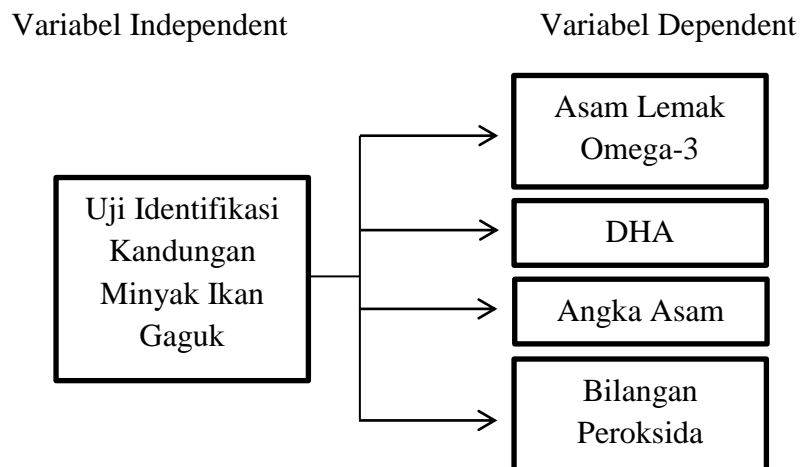 Variabel Independent
Variabel Dependent
Uji Identifikasi
Kandungan
Minyak Ikan
Gaguk
Asam Lemak
Omega-3
DHA
Angka Asam
Bilangan
Peroksida